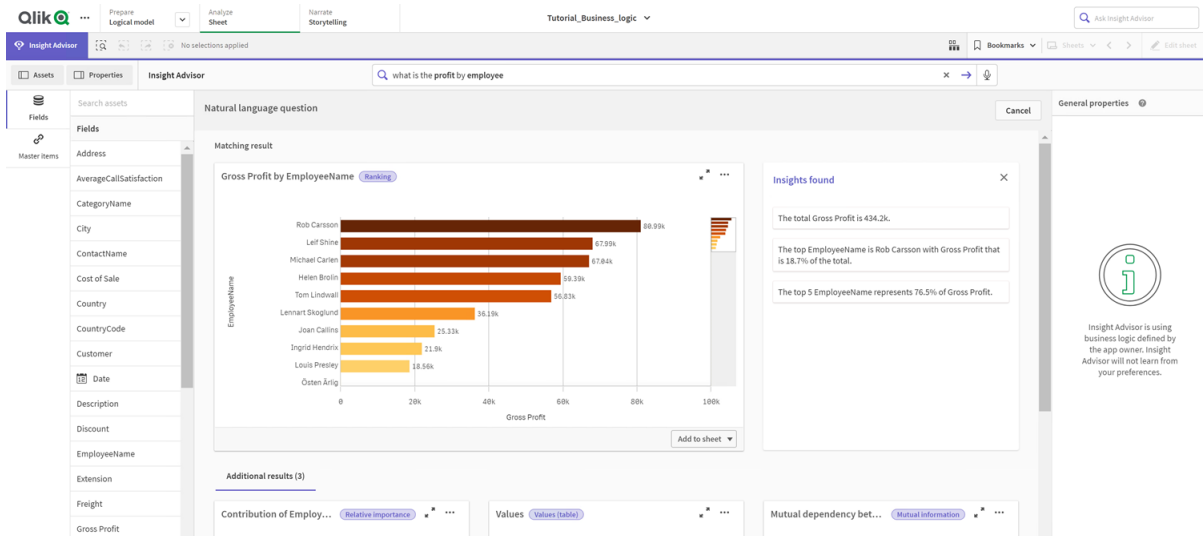 Qlik
Prepare
Logical model
Analyze
Sheet
Narrate
Storytelling
Tutorial_Business_logic
Ask Insight Advisor
Insight Advisor
No selections applied
Bookmarks
Sheets
Edit sheet
Assets
Properties
Insight Advisor
what is the profit by employee
Fields
Master items
Search assets
Fields
Address
AverageCallSatisfaction
CategoryName
City
ContactName
Cost of Sale
Country
CountryCode
Customer
12 Date
Description
Discount
EmployeeName
Extension
Freight
Gross Profit
Natural language question
Cancel
Matching result
Gross Profit by EmployeeName Ranking
EmployeeName
Rob Carsson 80.99k
Leif Shine 67.99k
Michael Carlen 67.04k
Helen Brolin 59.39k
Tom Lindwall 56.83k
Lennart Skoglund 36.19k
Joan Callins 25.33k
Ingrid Hendrix 21.9k
Louis Presley 18.56k
Östen Ärlig
0 20k 40k 60k 80k 100k
Gross Profit
Add to sheet
Insights found
The total Gross Profit is 434.2k.
The top EmployeeName is Rob Carsson with Gross Profit that
is 18.7% of the total.
The top 5 EmployeeName represents 76.5% of Gross Profit.
Additional results (3)
Contribution of Employ... Relative importance
Values Values (table)
Mutual dependency bet... Mutual information
General properties
Insight Advisor is using
business logic defined by
the app owner. Insight
Advisor will not learn from
your preferences.